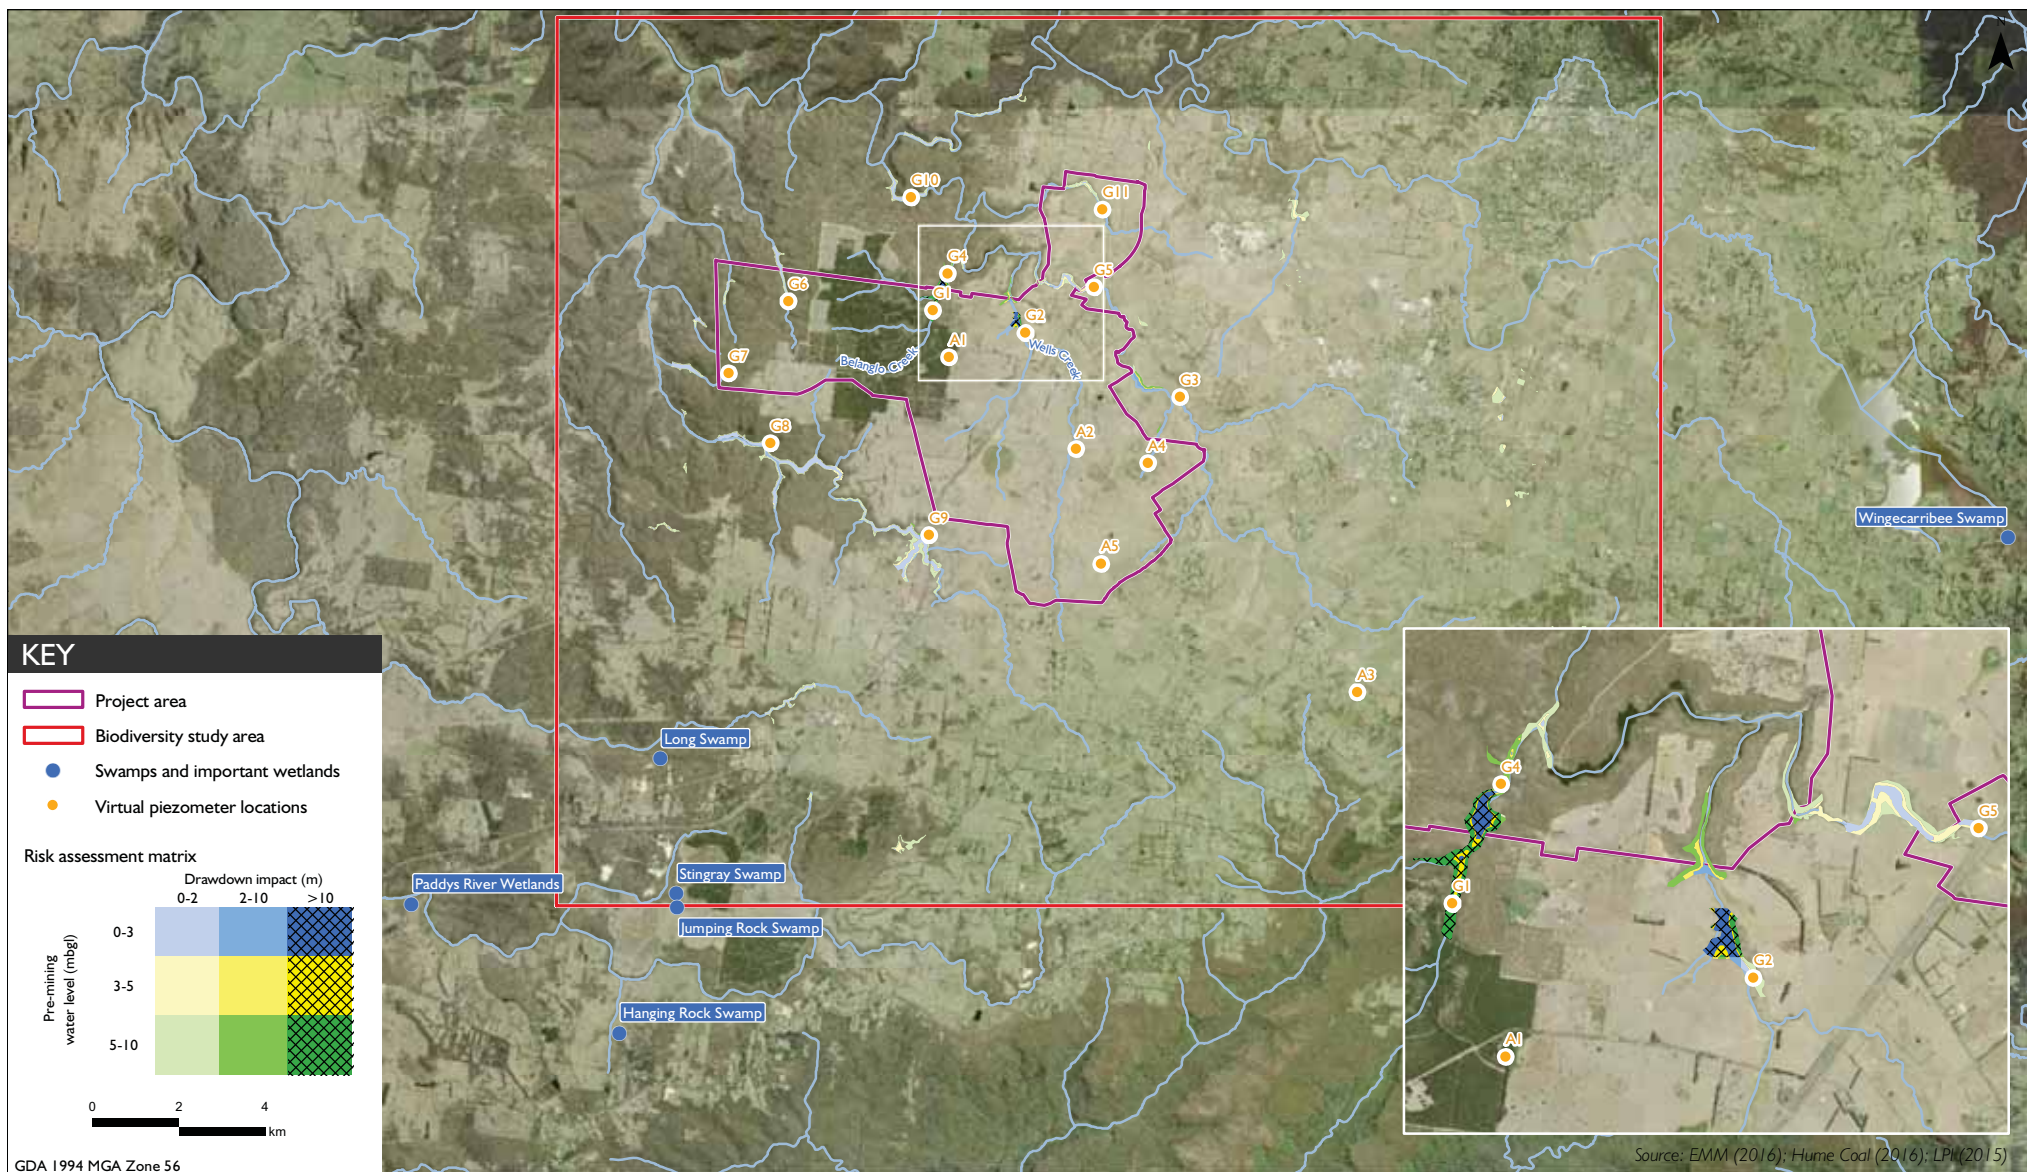 G10
G11
G4
G5
G6
G1
G2
Wells Creek
A1
Belanglo Creek
G7
G3
G8
A2
A4
G9
A5
Wingecarribee Swamp
A3
Long Swamp
Stingray Swamp
Paddys River Wetlands
Jumping Rock Swamp
Hanging Rock Swamp
KEY
Project area
Biodiversity study area
Swamps and important wetlands
Virtual piezometer locations
Risk assessment matrix
Drawdown impact (m)
0-2 2-10 >10
Pre-mining
water level (mbgl)
0-3
3-5
5-10
0 2 4
km
GDA 1994 MGA Zone 56
G4
G5
G1
G2
A1
Source: EMM (2016); Hume Coal (2016); LPI (2015)